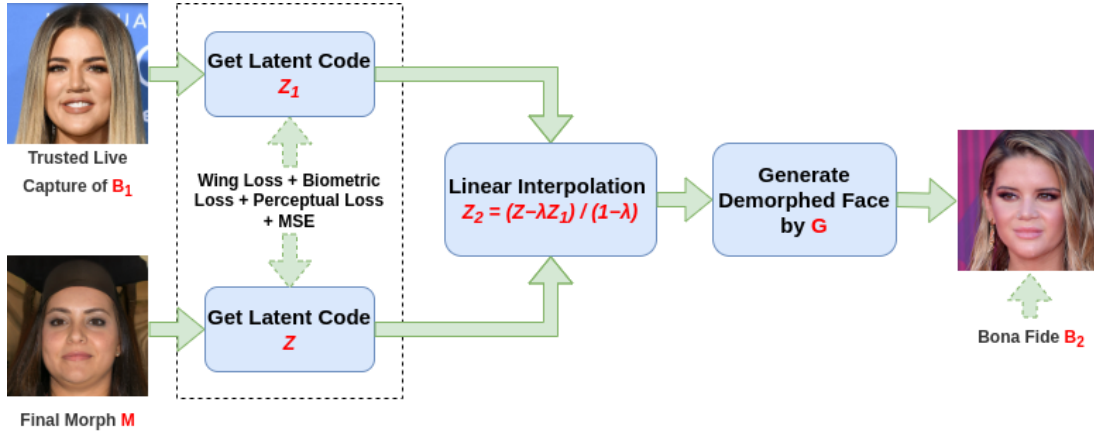 Trusted Live
Capture of B₁
Get Latent Code
Z₁
Wing Loss + Biometric
Loss + Perceptual Loss
+ MSE
Get Latent Code
Z
Final Morph M
Linear Interpolation
Z₂ = (Z−λZ₁) / (1−λ)
Generate
Demorphed Face
by G
Bona Fide B₂